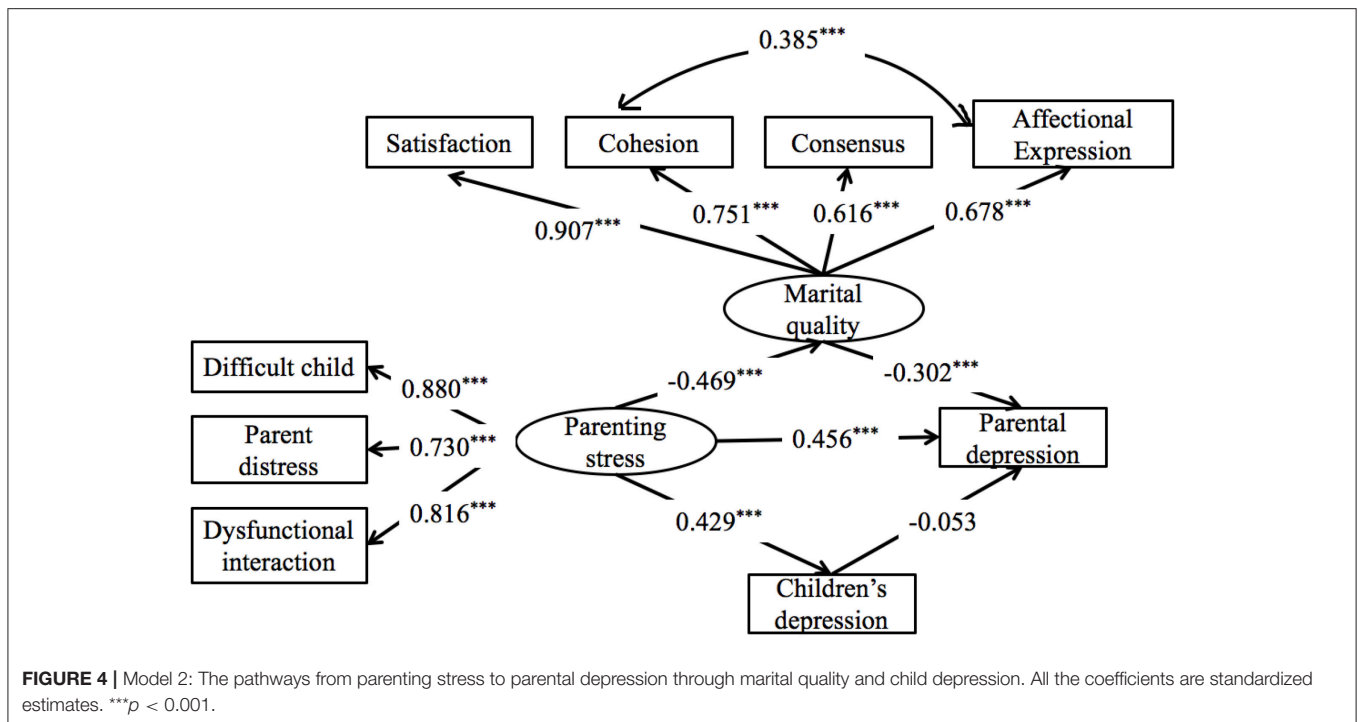 0.385***
Satisfaction
Cohesion
Consensus
Affectional
Expression
0.907***
0.751***
0.616***
0.678***
Marital
quality
Difficult child
0.880***
-0.469***
-0.302***
Parent
distress
0.730***
Parenting
stress
0.456***
Parental
depression
Dysfunctional
interaction
0.816***
0.429***
-0.053
Children's
depression
FIGURE 4 | Model 2: The pathways from parenting stress to parental depression through marital quality and child depression. All the coefficients are standardized
estimates. ***p < 0.001.